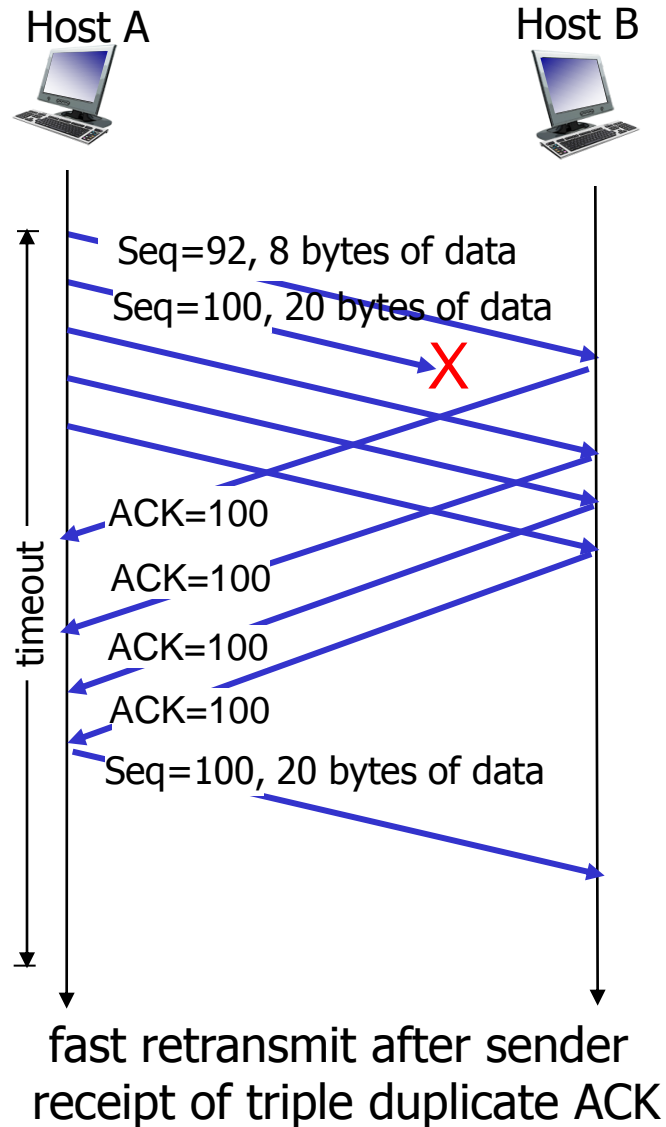 Host A
Host B
Seq=92, 8 bytes of data
Seq=100, 20 bytes of data
X
timeout
ACK=100
ACK=100
ACK=100
ACK=100
Seq=100, 20 bytes of data
fast retransmit after sender
receipt of triple duplicate ACK